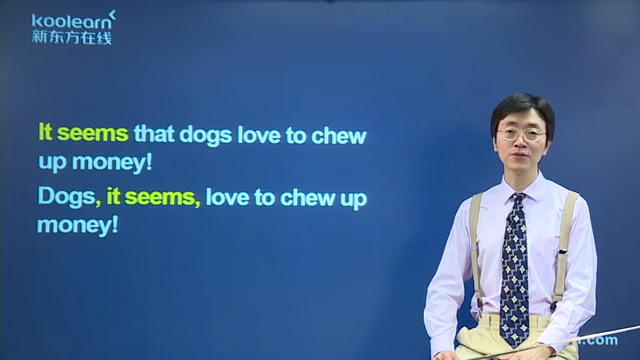 koolearn
新东方在线
It seems that dogs love to chew
up money!
Dogs, it seems, love to chew up
money!
.com